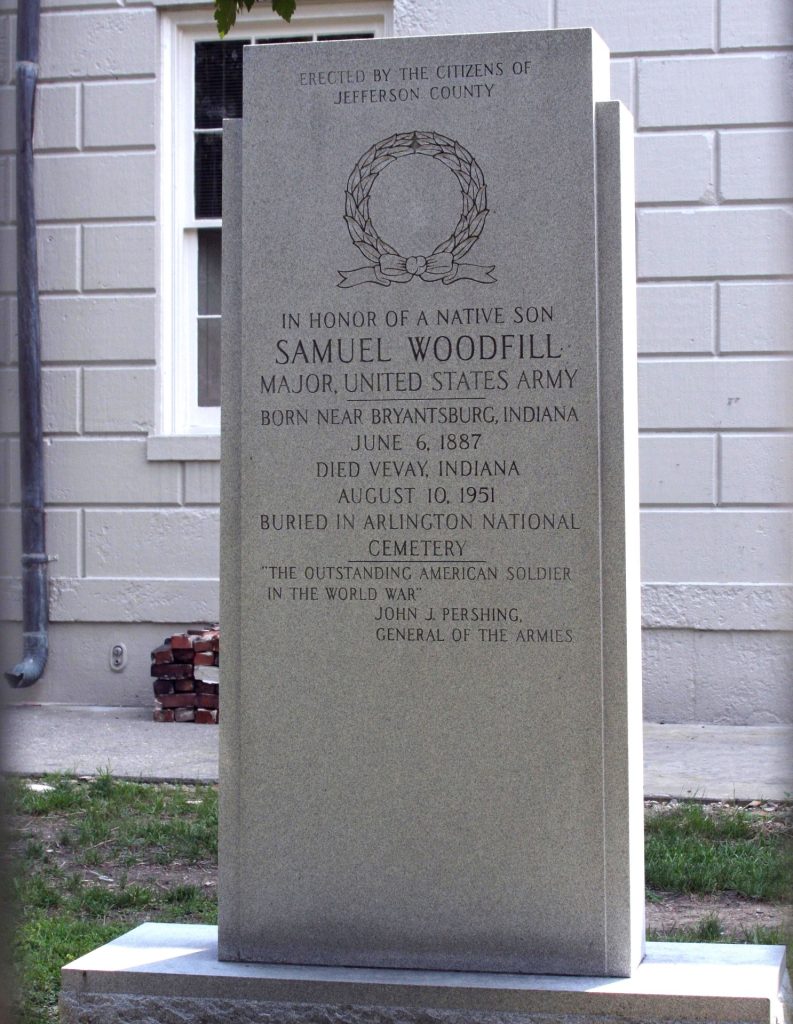 ERECTED BY THE CITIZENS OF
JEFFERSON COUNTY
IN HONOR OF A NATIVE SON
SAMUEL WOODFILL
MAJOR, UNITED STATES ARMY
BORN NEAR BRYANTSBURG, INDIANA
JUNE 6, 1887
DIED VEVAY, INDIANA
AUGUST 10, 1951
BURIED IN ARLINGTON NATIONAL
CEMETERY
"THE OUTSTANDING AMERICAN SOLDIER
IN THE WORLD WAR"
JOHN J. PERSHING,
GENERAL OF THE ARMIES